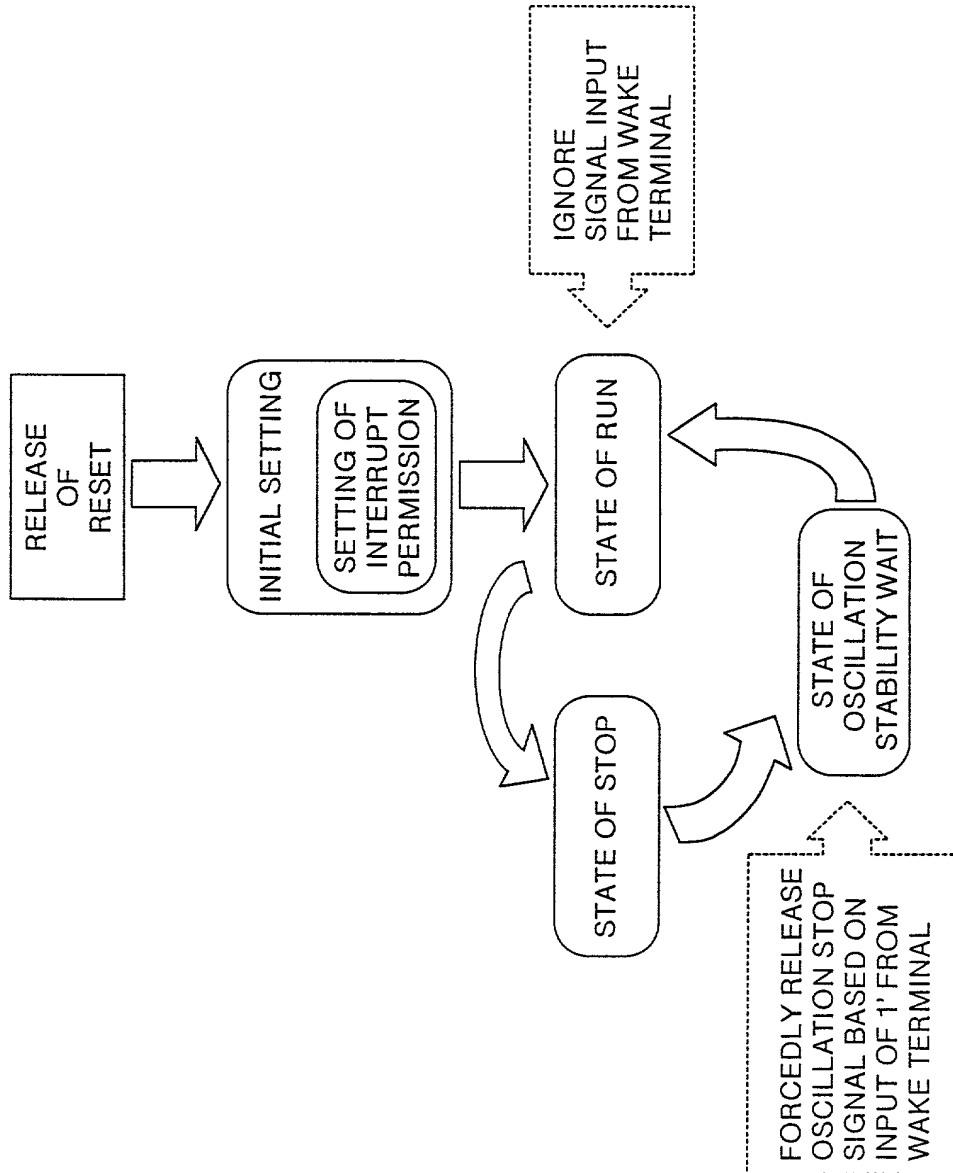 RELEASE
OF
RESET
INITIAL SETTING
SETTING OF
INTERRUPT
PERMISSION
STATE OF RUN
IGNORE
SIGNAL INPUT
FROM WAKE
TERMINAL
STATE OF STOP
STATE OF
OSCILLATION
STABILITY WAIT
FORCEDLY RELEASE
OSCILLATION STOP
SIGNAL BASED ON
INPUT OF 1' FROM
WAKE TERMINAL